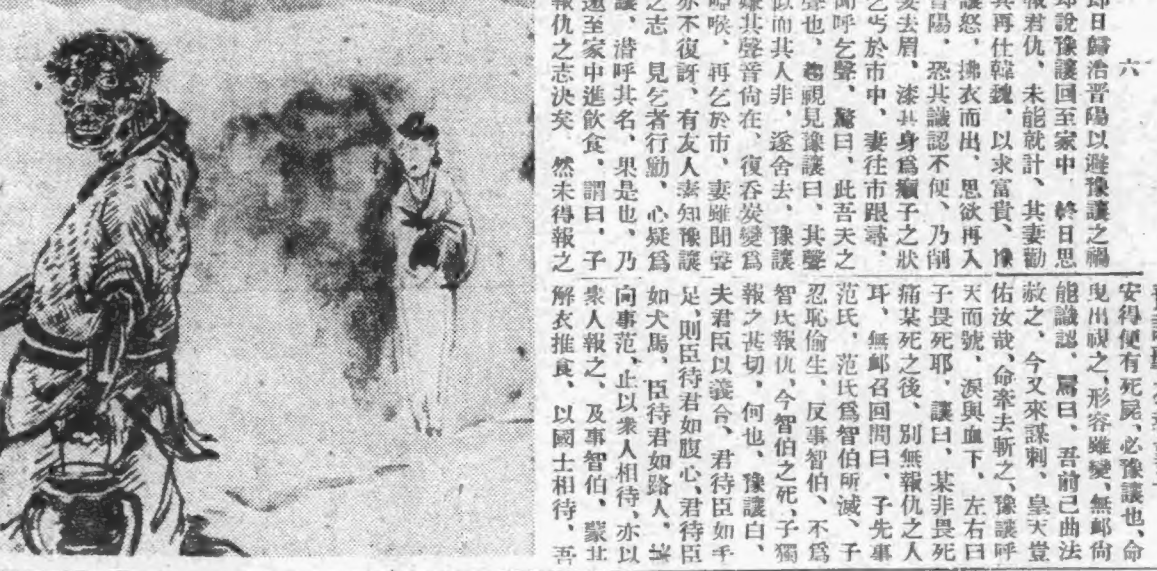 六
日歸治晉陽以避豫讓之禍
說豫讓回至家中、終日思
報君仇、未能就計、其妻勸
其再仕韓魏、以求富貴、豫
讓怒、拂衣而出、思欲再入
晉陽、恐其識認不便、乃削
去眉、漆其身爲癩子之狀
乞丐於市中、妻往市跟尋、
聞呼乞聲、驚曰、此吾夫之
聲也、趨視見豫讓曰、其聲
似而其人非、遂舍去、豫讓
嫌其聲音尙在、復吞炭變爲
啞喉、再乞於市、妻雖聞聲
亦不復訝、有友人素知豫讓
之志 見乞者行動、心疑爲
讓、潛呼其名、果是也、乃
至家中進飲食、謂曰、子
報仇之志決矣 然未得報之
安得便有死屍、必豫讓也、命
曳出視之、形容雖變、無卹尙
能識認、罵曰、吾前已曲法
赦之、今又來謀刺、皇天豈
佑汝哉、命牽去斬之、豫讓呼
天而號、淚與血下、左右曰
子畏死耶、讓曰、某非畏死
痛某死之後、別無報仇之人
耳、無卹召回問曰、子先事
范氏、范氏爲智伯所滅、子
忍恥偷生、反事智伯、不爲
智氏報仇、今智伯之死、子獨
報之甚切、何也、豫讓曰、
夫君臣以義合、君待臣如手
足、則臣待君如腹心、君待臣
如犬馬、臣待君如路人、某
向事范、止以衆人相待、亦以
衆人報之、及事智伯、蒙其
解衣推食、以國士相待、吾